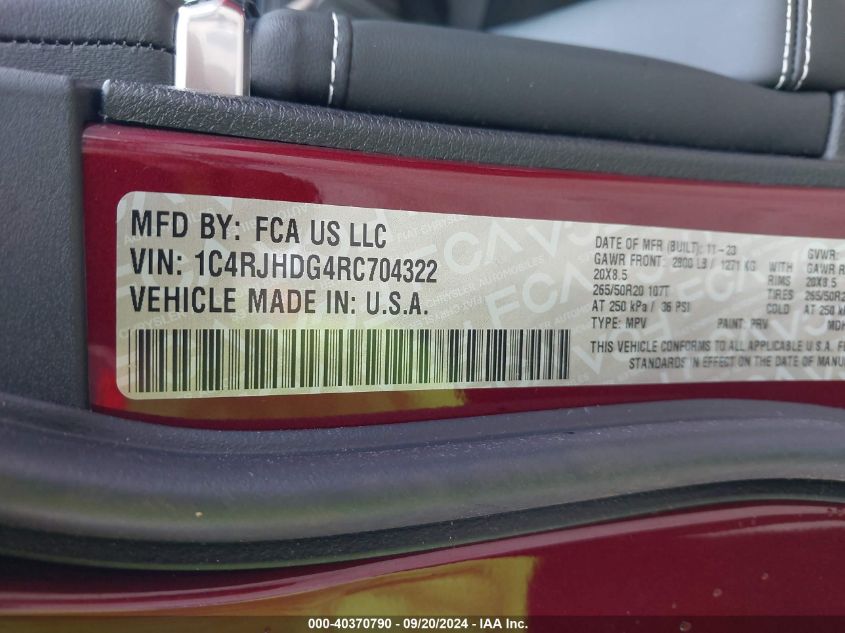 MFD BY: FCA US LLC
VIN: 1C4RJHDG4RC704322
VEHICLE MADE IN: U.S.A.
DATE OF MFR (BUILT): 11-23
GVWR:
GAWR FRONT: 2800 LB / 1271 KG
GAWR R
20X8.5
RIMS
20X8.5
265/50R20 107T
TIRES
265/50R2
AT 250 kPa / 36 PSI
COLD
AT 250 k
TYPE: MPV
PAINT: PRV
MDH
THIS VEHICLE CONFORMS TO ALL APPLICABLE U.S.A. FE
STANDARDS IN EFFECT ON THE DATE OF MANU
000-40370790 - 09/20/2024 - IAA Inc.